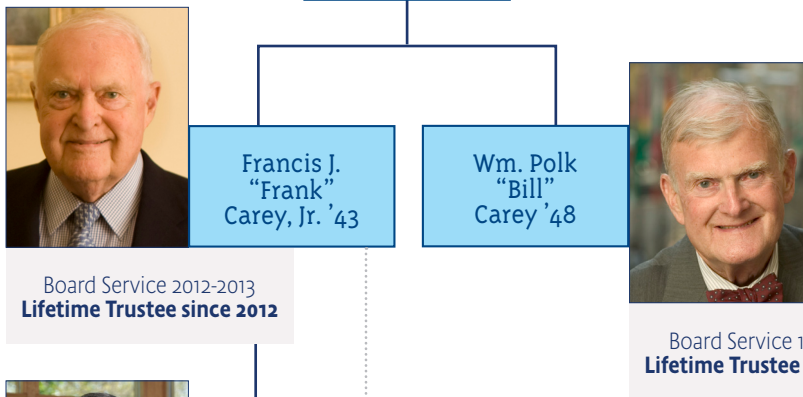 Francis J.
“Frank”
Carey, Jr. ’43
Wm. Polk
“Bill”
Carey ’48
Board Service 2012-2013
Lifetime Trustee since 2012
Board Service
Lifetime Trustee